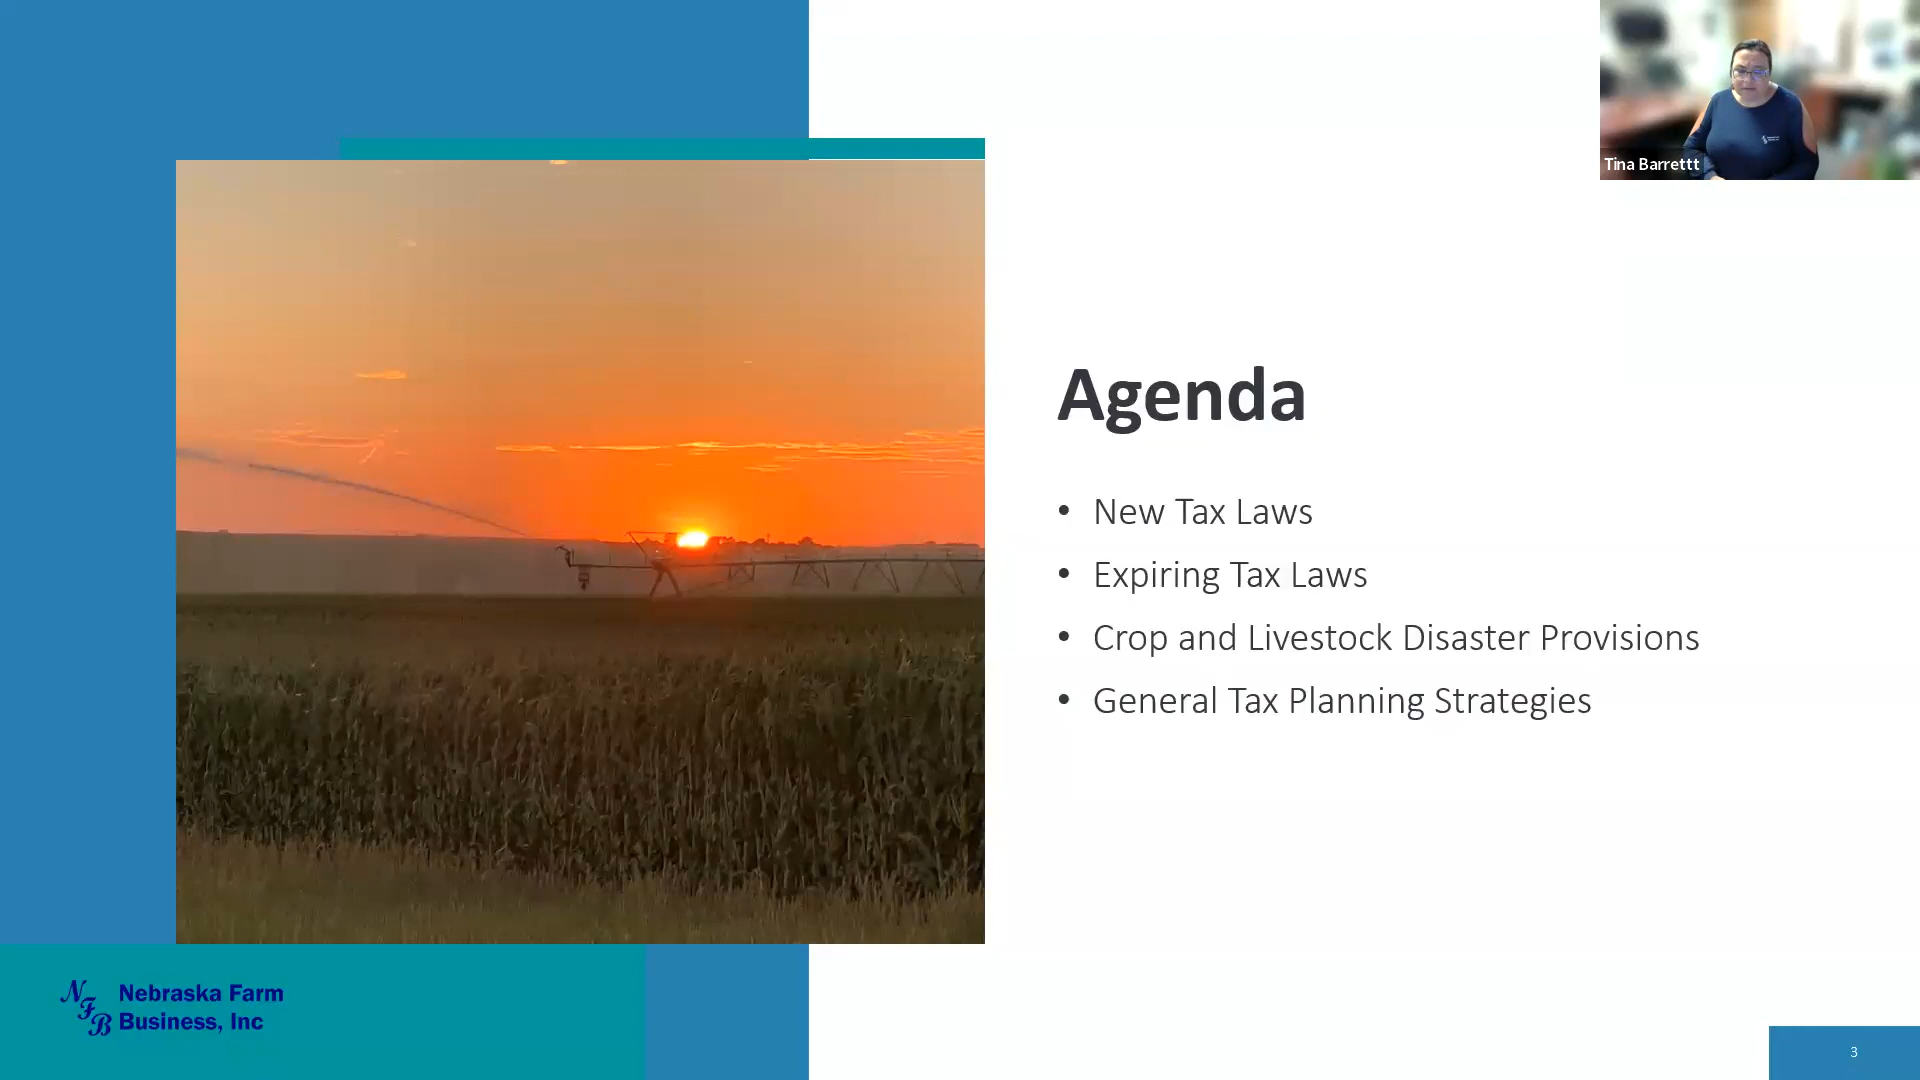 Tina Barrettt
Agenda
• New Tax Laws
• Expiring Tax Laws
• Crop and Livestock Disaster Provisions
• General Tax Planning Strategies
NFB
Nebraska Farm
Business, Inc
3